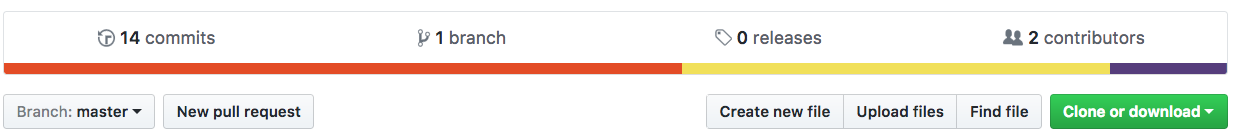 14 commits 1 branch 0 releases 2 contributors
Branch: master New pull request Create new file Upload files Find file Clone or download